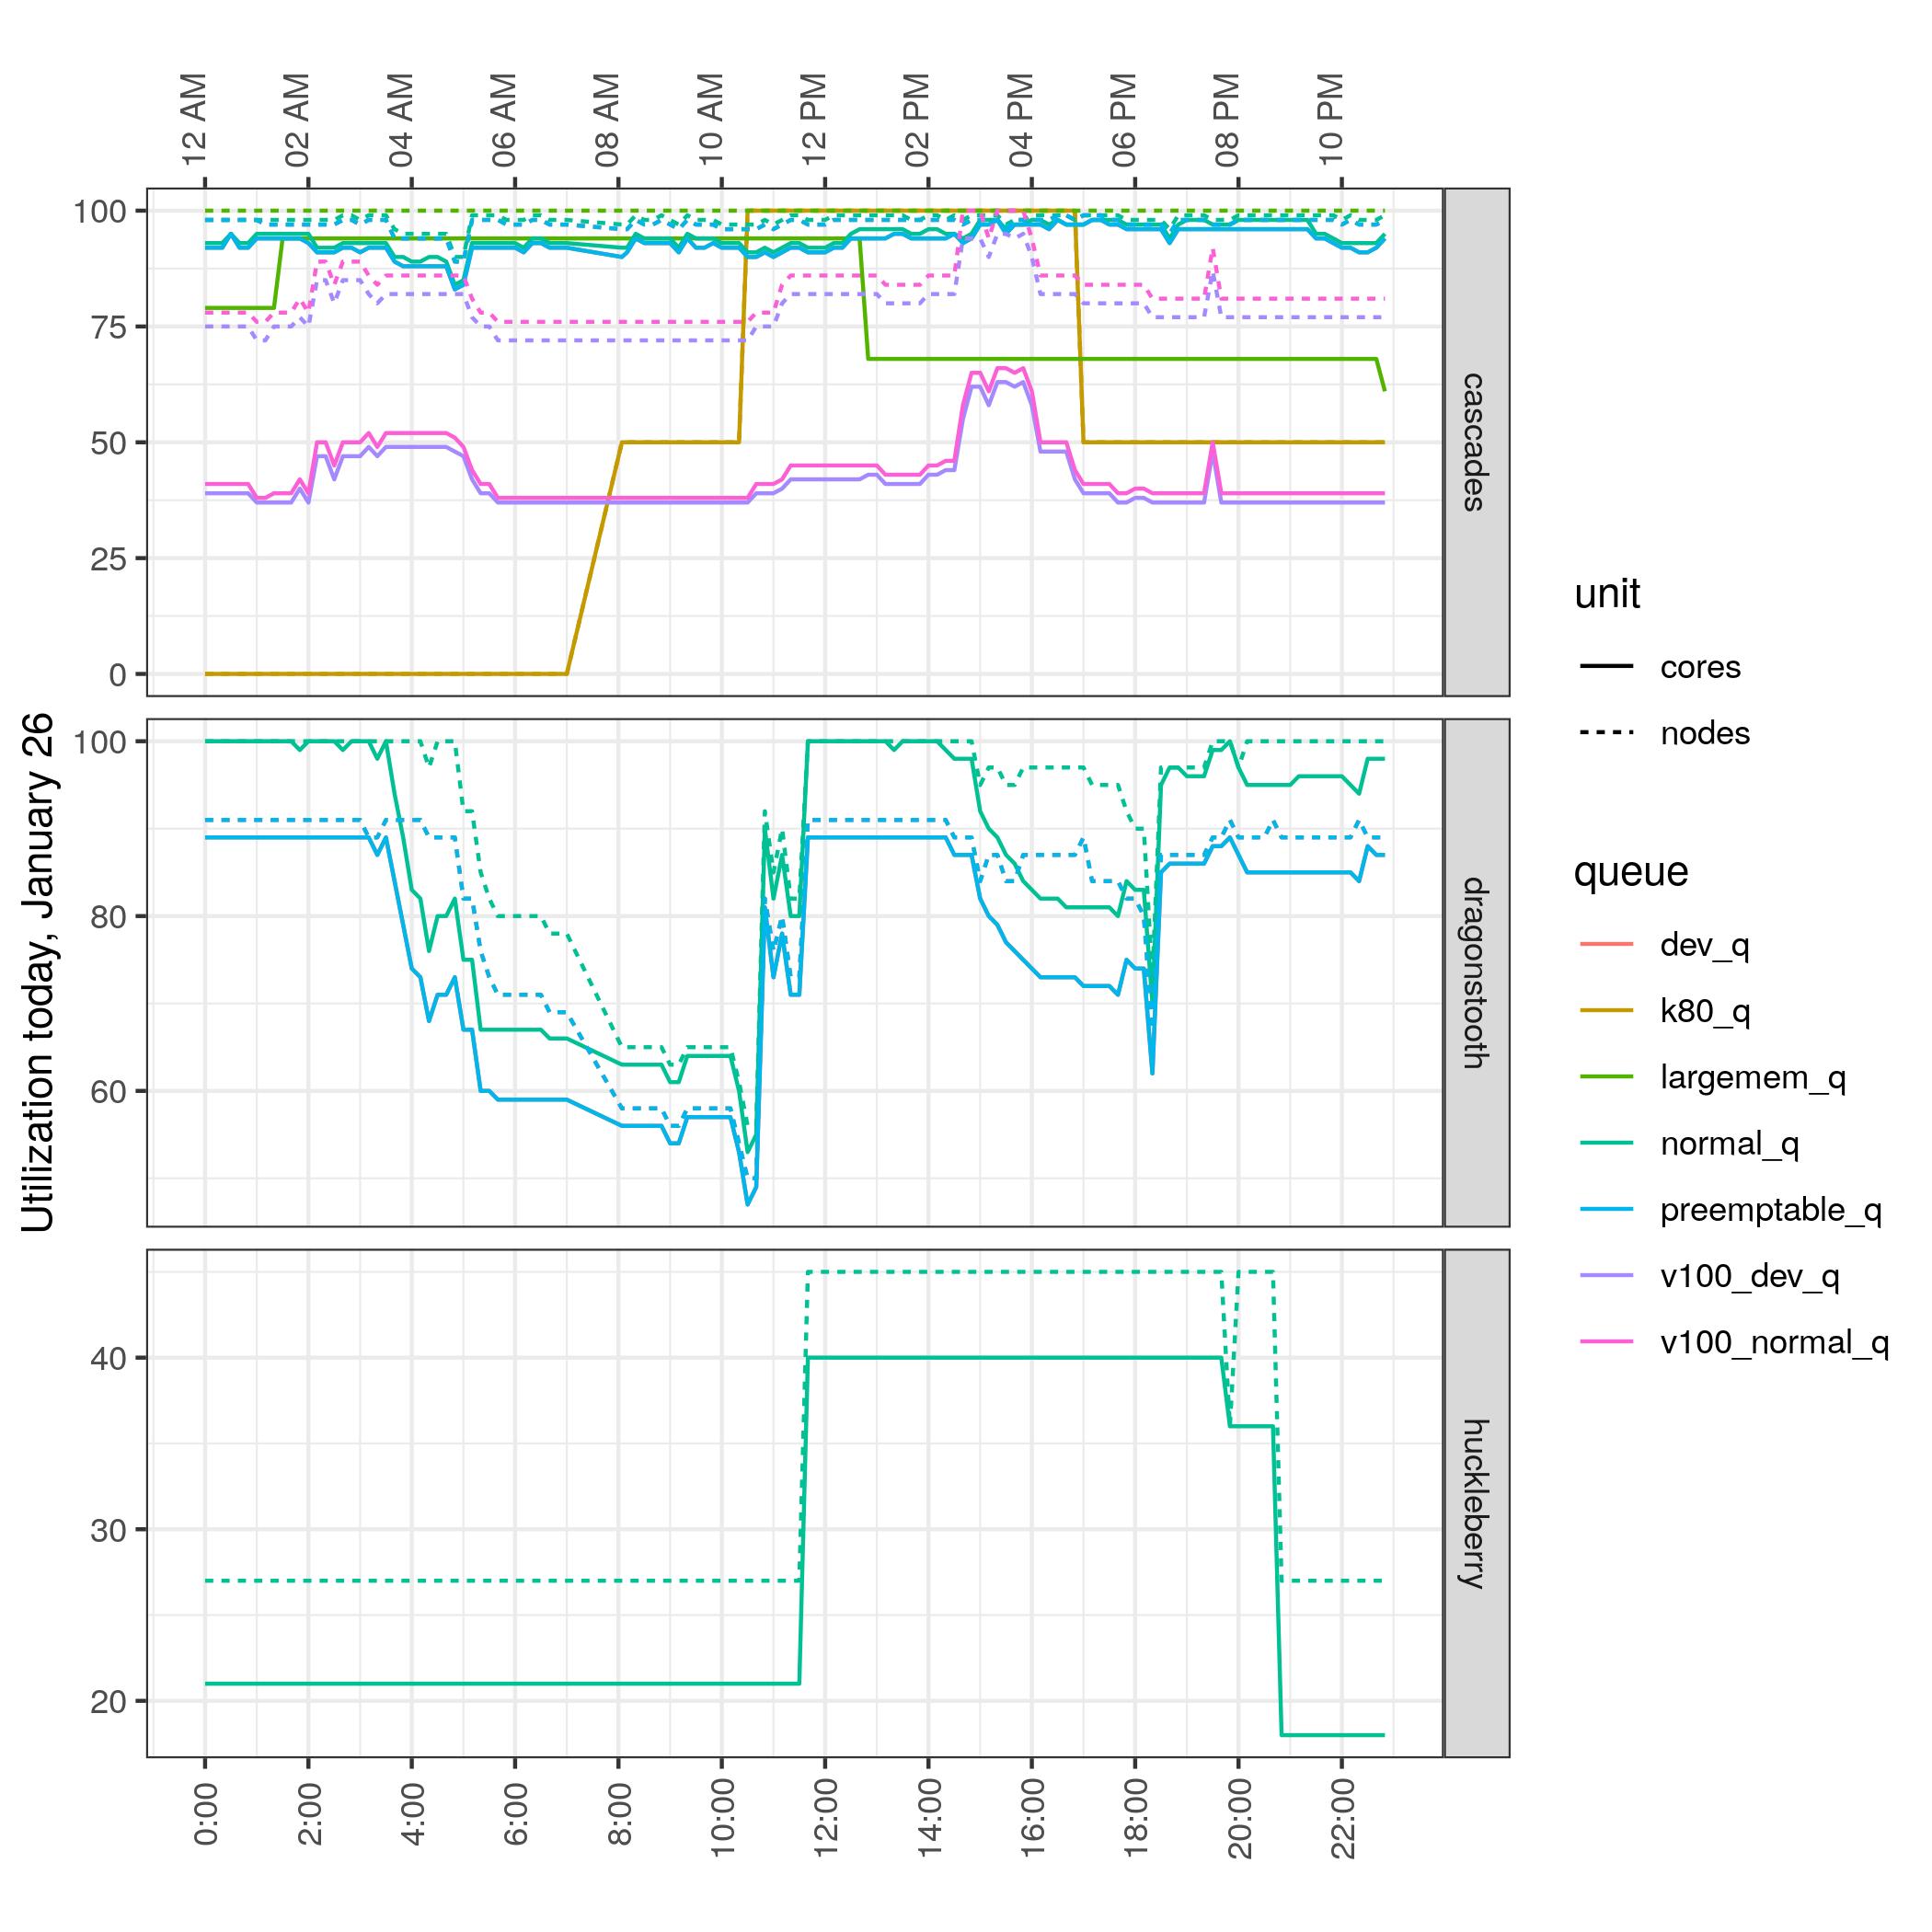 12 AM
02 AM
04 AM
06 AM
08 AM
10 AM
12 PM
02 PM
04 PM
06 PM
08 PM
10 PM
Utilization today, January 26
100
75
50
25
0
cascades
100
80
60
dragonstooth
40
30
20
huckleberry
0:00
2:00
4:00
6:00
8:00
10:00
12:00
14:00
16:00
18:00
20:00
22:00
unit
cores
nodes
queue
dev_q
k80_q
largemem_q
normal_q
preemptable_q
v100_dev_q
v100_normal_q